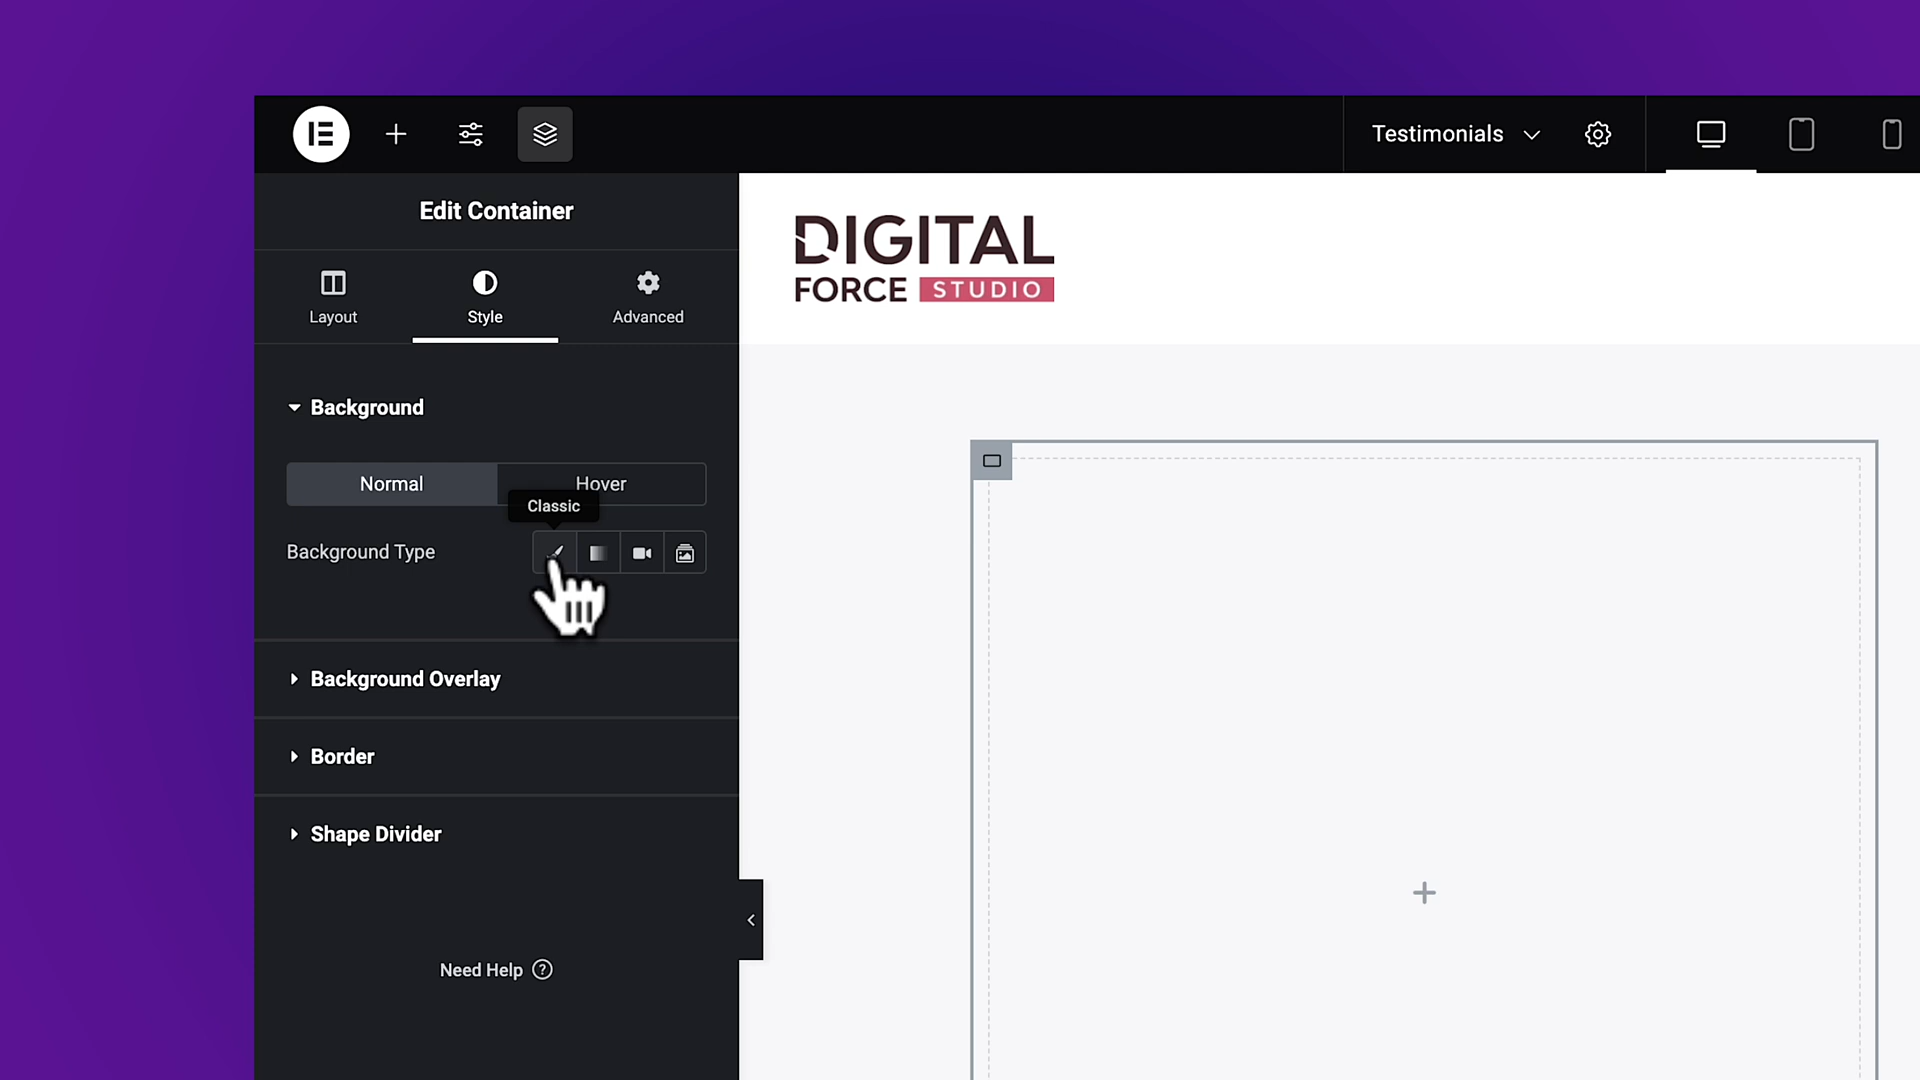 Testimonials
Edit Container
Layout
Style
Advanced
DIGITAL
FORCE STUDIO
Background
Normal
Hover
Classic
Background Type
Background Overlay
Border
Shape Divider
Need Help